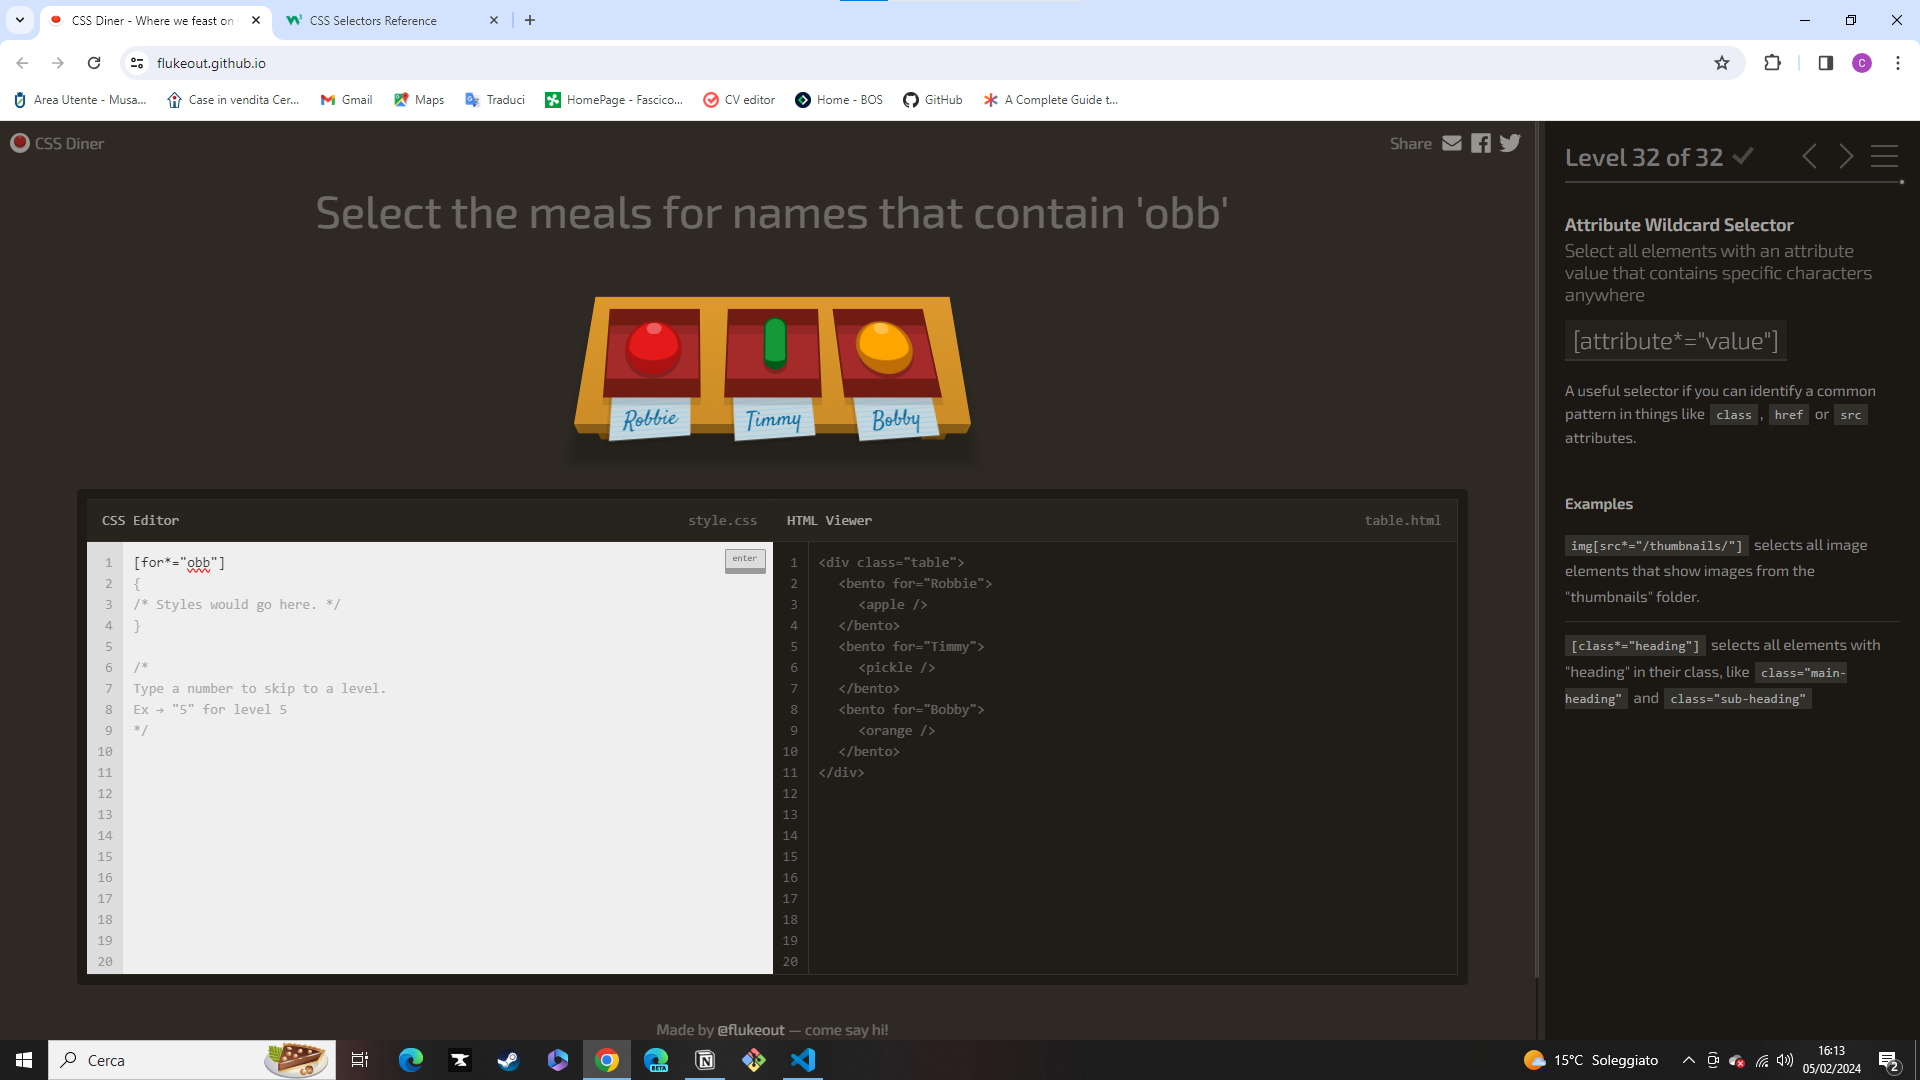 CSS Diner - Where we feast on
CSS Selectors Reference
flukeout.github.io
C
Area Utente - Musa...
Case in vendita Cer...
Gmail
Maps
Traduci
HomePage - Fascico...
CV editor
Home - BOS
GitHub
A Complete Guide t...
CSS Diner
Share
Select the meals for names that contain 'obb'
Robbie
Timmy
Bobby
CSS Editor
style.css
1 [for*="obb"]
2 {
3 /* Styles would go here. */
4 }
5
6 /*
7 Type a number to skip to a level.
8 Ex → "5" for level 5
9 */
10
11
12
13
14
15
16
17
18
19
20
enter
HTML Viewer
table.html
1 <div class="table">
2 <bento for="Robbie">
3 <apple />
4 </bento>
5 <bento for="Timmy">
6 <pickle />
7 </bento>
8 <bento for="Bobby">
9 <orange />
10 </bento>
11 </div>
12
13
14
15
16
17
18
19
20
Made by @flukeout — come say hi!
Level 32 of 32
Attribute Wildcard Selector
Select all elements with an attribute
value that contains specific characters
anywhere
[attribute*="value"]
A useful selector if you can identify a common
pattern in things like class, href or src
attributes.
Examples
img[src*="/thumbnails/"] selects all image
elements that show images from the
"thumbnails" folder.
[class*="heading"] selects all elements with
"heading" in their class, like class="main-
heading" and class="sub-heading"
Cerca
BETA
15°C Soleggiato
16:13
05/02/2024
2